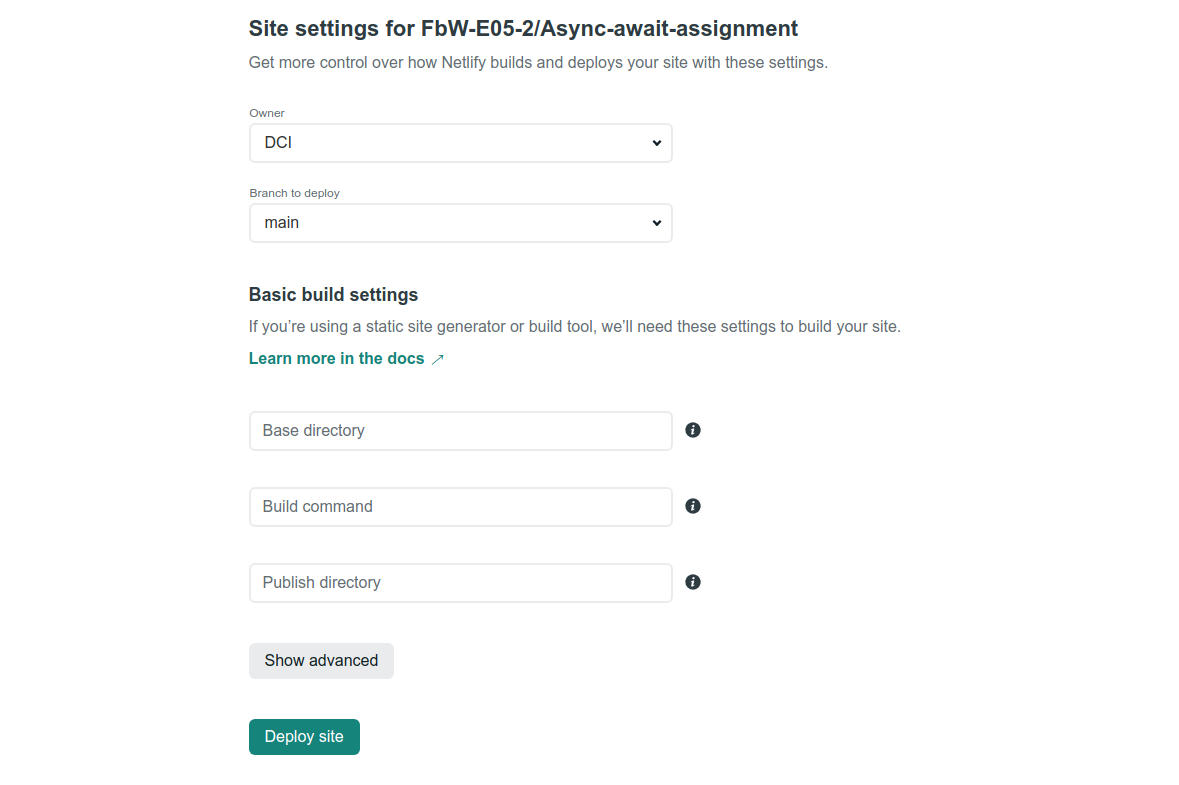 Site settings for FbW-E05-2/Async-await-assignment
Get more control over how Netlify builds and deploys your site with these settings.
Owner
DCI
Branch to deploy
main
Basic build settings
If you’re using a static site generator or build tool, we’ll need these settings to build your site.
Learn more in the docs ↗
Base directory
Build command
Publish directory
Show advanced
Deploy site